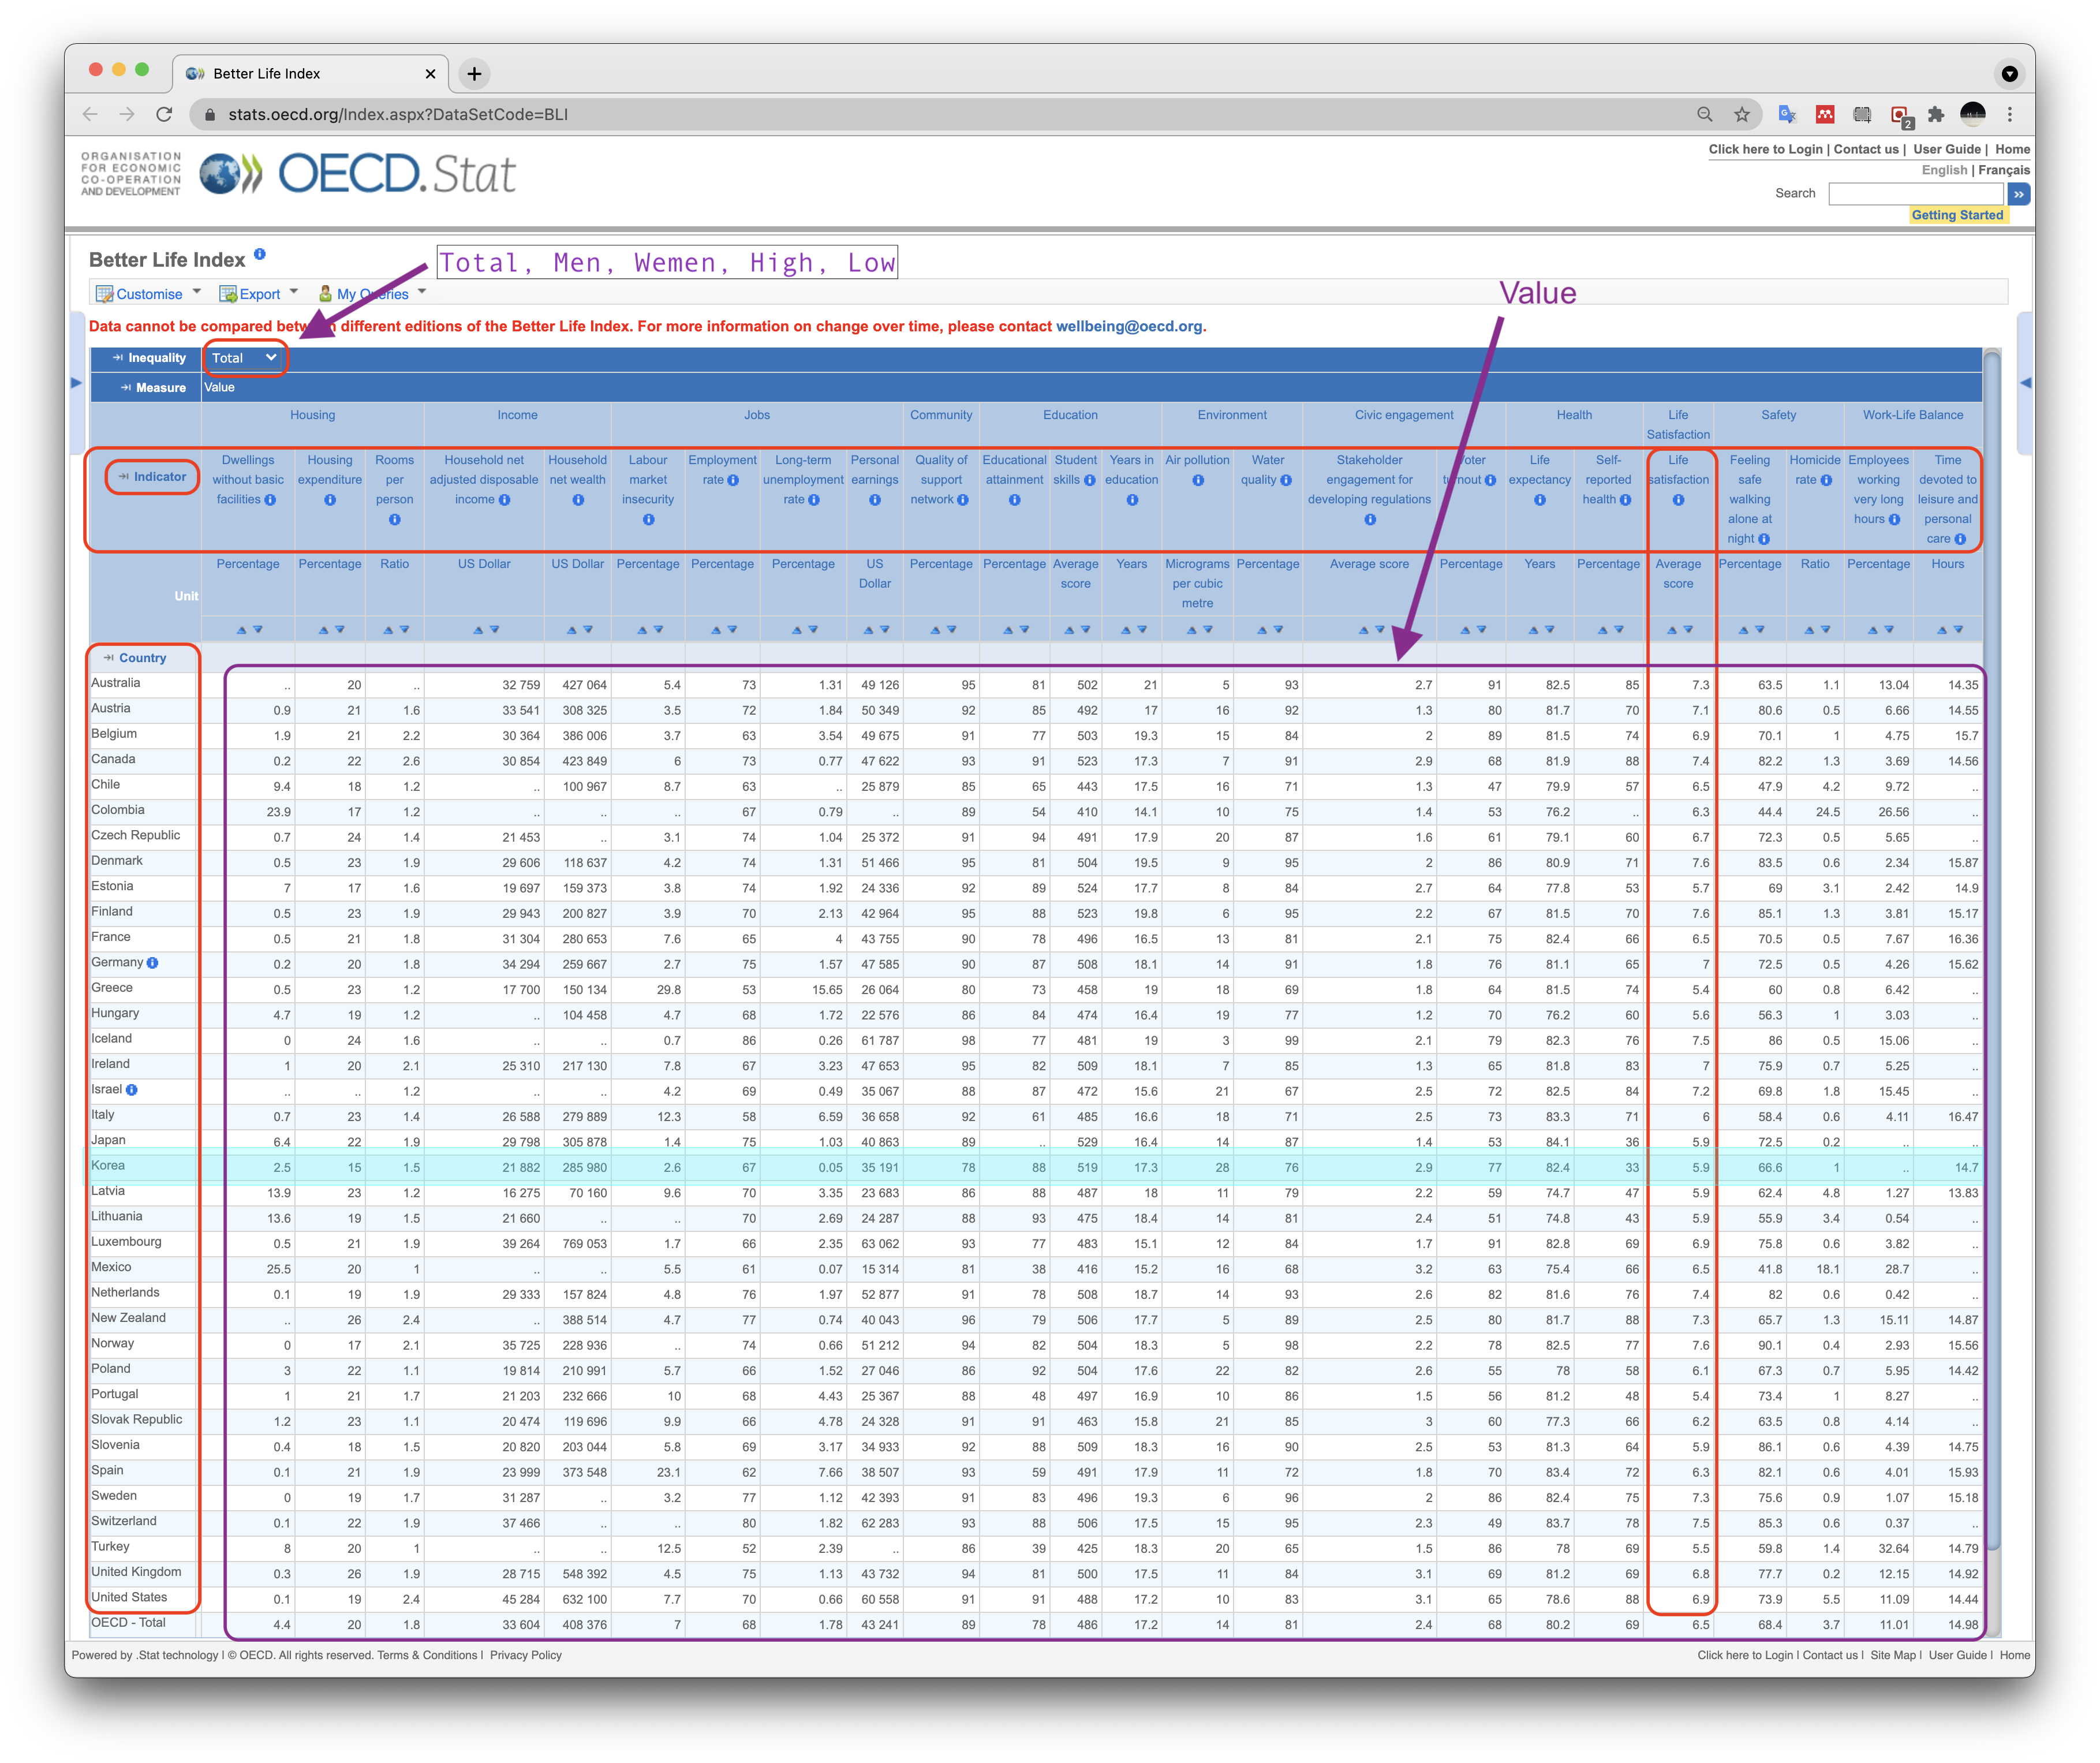 Better Life Index
stats.oecd.org/Index.aspx?DataSetCode=BLI
2
ORGANISATION
FOR ECONOMIC
CO-OPERATION
AND DEVELOPMENT
OECD.Stat
Click here to Login | Contact us | User Guide | Home
English | Français
Search
Getting Started
Better Life Index
Total, Men, Wemen, High, Low
Value
Customise Export My Queries
Data cannot be compared different editions of the Better Life Index. For more information on change over time, please contact wellbeing@oecd.org.
Inequality Total
Measure Value
Housing Income Jobs Community Education Environment Civic engagement Health Life Satisfaction Safety Work-Life Balance
Indicator Dwellings without basic facilities Housing expenditure Rooms per person Household net adjusted disposable income Household net wealth Labour market insecurity Employment rate Long-term unemployment rate Personal earnings Quality of support network Educational attainment Student skills Years in education Air pollution Water quality Stakeholder engagement for developing regulations Voter turnout Life expectancy Self-reported health Life satisfaction Feeling safe walking alone at night Homicide rate Employees working very long hours Time devoted to leisure and personal care
Unit Percentage Percentage Ratio US Dollar US Dollar Percentage Percentage Percentage US Dollar Percentage Percentage Average score Years Micrograms per cubic metre Percentage Average score Percentage Years Percentage Average score Percentage Ratio Percentage Hours
Country
Australia .. 20 .. 32 759 427 064 5.4 73 1.31 49 126 95 81 502 21 5 93 2.7 91 82.5 85 7.3 63.5 1.1 13.04 14.35
Austria 0.9 21 1.6 33 541 308 325 3.5 72 1.84 50 349 92 85 492 17 16 92 1.3 80 81.7 70 7.1 80.6 0.5 6.66 14.55
Belgium 1.9 21 2.2 30 364 386 006 3.7 63 3.54 49 675 91 77 503 19.3 15 84 2 89 81.5 74 6.9 70.1 1 4.75 15.7
Canada 0.2 22 2.6 30 854 423 849 6 73 0.77 47 622 93 91 523 17.3 7 91 2.9 68 81.9 88 7.4 82.2 1.3 3.69 14.56
Chile 9.4 18 1.2 .. 100 967 8.7 63 .. 25 879 85 65 443 17.5 16 71 1.3 47 79.9 57 6.5 47.9 4.2 9.72 ..
Colombia 23.9 17 1.2 .. .. .. 67 0.79 .. 89 54 410 14.1 10 75 1.4 53 76.2 .. 6.3 44.4 24.5 26.56 ..
Czech Republic 0.7 24 1.4 21 453 .. 3.1 74 1.04 25 372 91 94 491 17.9 20 87 1.6 61 79.1 60 6.7 72.3 0.5 5.65 ..
Denmark 0.5 23 1.9 29 606 118 637 4.2 74 1.31 51 466 95 81 504 19.5 9 95 2 86 80.9 71 7.6 83.5 0.6 2.34 15.87
Estonia 7 17 1.6 19 697 159 373 3.8 74 1.92 24 336 92 89 524 17.7 8 84 2.7 64 77.8 53 5.7 69 3.1 2.42 14.9
Finland 0.5 23 1.9 29 943 200 827 3.9 70 2.13 42 964 95 88 523 19.8 6 95 2.2 67 81.5 70 7.6 85.1 1.3 3.81 15.17
France 0.5 21 1.8 31 304 280 653 7.6 65 4 43 755 90 78 496 16.5 13 81 2.1 75 82.4 66 6.5 70.5 0.5 7.67 16.36
Germany 0.2 20 1.8 34 294 259 667 2.7 75 1.57 47 585 90 87 508 18.1 14 91 1.8 76 81.1 65 7 72.5 0.5 4.26 15.62
Greece 0.5 23 1.2 17 700 150 134 29.8 53 15.65 26 064 80 73 458 19 18 69 1.8 64 81.5 74 5.4 60 0.8 6.42 ..
Hungary 4.7 19 1.2 .. 104 458 4.7 68 1.72 22 576 86 84 474 16.4 19 77 1.2 70 76.2 60 5.6 56.3 1 3.03 ..
Iceland 0 24 1.6 .. .. 0.7 86 0.26 61 787 98 77 481 19 3 99 2.1 79 82.3 76 7.5 86 0.5 15.06 ..
Ireland 1 20 2.1 25 310 217 130 7.8 67 3.23 47 653 95 82 509 18.1 7 85 1.3 65 81.8 83 7 75.9 0.7 5.25 ..
Israel .. .. 1.2 .. .. 4.2 69 0.49 35 067 88 87 472 15.6 21 67 2.5 72 82.5 84 7.2 69.8 1.8 15.45 ..
Italy 0.7 23 1.4 26 588 279 889 12.3 58 6.59 36 658 92 61 485 16.6 18 71 2.5 73 83.3 71 6 58.4 0.6 4.11 16.47
Japan 6.4 22 1.9 29 798 305 878 1.4 75 1.03 40 863 89 .. 529 16.4 14 87 1.4 53 84.1 36 5.9 72.5 0.2 .. ..
Korea 2.5 15 1.5 21 882 285 980 2.6 67 0.05 35 191 78 88 519 17.3 28 76 2.9 77 82.4 33 5.9 66.6 1 .. 14.7
Latvia 13.9 23 1.2 16 275 70 160 9.6 70 3.35 23 683 86 88 487 18 11 79 2.2 59 74.7 47 5.9 62.4 4.8 1.27 13.83
Lithuania 13.6 19 1.5 21 660 .. .. 70 2.69 24 287 88 93 475 18.4 14 81 2.4 51 74.8 43 5.9 55.9 3.4 0.54 ..
Luxembourg 0.5 21 1.9 39 264 769 053 1.7 66 2.35 63 062 93 77 483 15.1 12 84 1.7 91 82.8 69 6.9 75.8 0.6 3.82 ..
Mexico 25.5 20 1 .. .. 5.5 61 0.07 15 314 81 38 416 15.2 16 68 3.2 63 75.4 66 6.5 41.8 18.1 28.7 ..
Netherlands 0.1 19 1.9 29 333 157 824 4.8 76 1.97 52 877 91 78 508 18.7 14 93 2.6 82 81.6 76 7.4 82 0.6 0.42 ..
New Zealand .. 26 2.4 .. 388 514 4.7 77 0.74 40 043 96 79 506 17.7 5 89 2.5 80 81.7 88 7.3 65.7 1.3 15.11 14.87
Norway 0 17 2.1 35 725 228 936 .. 74 0.66 51 212 94 82 504 18.3 5 98 2.2 78 82.5 77 7.6 90.1 0.4 2.93 15.56
Poland 3 22 1.1 19 814 210 991 5.7 66 1.52 27 046 86 92 504 17.6 22 82 2.6 55 78 58 6.1 67.3 0.7 5.95 14.42
Portugal 1 21 1.7 21 203 232 666 10 68 4.43 25 367 88 48 497 16.9 10 86 1.5 56 81.2 48 5.4 73.4 1 8.27 ..
Slovak Republic 1.2 23 1.1 20 474 119 696 9.9 66 4.78 24 328 91 91 463 15.8 21 85 3 60 77.3 66 6.2 63.5 0.8 4.14 ..
Slovenia 0.4 18 1.5 20 820 203 044 5.8 69 3.17 34 933 92 88 509 18.3 16 90 2.5 53 81.3 64 5.9 86.1 0.6 4.39 14.75
Spain 0.1 21 1.9 23 999 373 548 23.1 62 7.66 38 507 93 59 491 17.9 11 72 1.8 70 83.4 72 6.3 82.1 0.6 4.01 15.93
Sweden 0 19 1.7 31 287 .. 3.2 77 1.12 42 393 91 83 496 19.3 6 96 2 86 82.4 75 7.3 75.6 0.9 1.07 15.18
Switzerland 0.1 22 1.9 37 466 .. .. 80 1.82 62 283 93 88 506 17.5 15 95 2.3 49 83.7 78 7.5 85.3 0.6 0.37 ..
Turkey 8 20 1 .. .. 12.5 52 2.39 .. 86 39 425 18.3 20 65 1.5 86 78 69 5.5 59.8 1.4 32.64 14.79
United Kingdom 0.3 26 1.9 28 715 548 392 4.5 75 1.13 43 732 94 81 500 17.5 11 84 3.1 69 81.2 69 6.8 77.7 0.2 12.15 14.92
United States 0.1 19 2.4 45 284 632 100 7.7 70 0.66 60 558 91 91 488 17.2 10 83 3.1 65 78.6 88 6.9 73.9 5.5 11.09 14.44
OECD - Total 4.4 20 1.8 33 604 408 376 7 68 1.78 43 241 89 78 486 17.2 14 81 2.4 68 80.2 69 6.5 68.4 3.7 11.01 14.98
Powered by .Stat technology | © OECD. All rights reserved. Terms & Conditions | Privacy Policy
Click here to Login | Contact us | Site Map | User Guide | Home